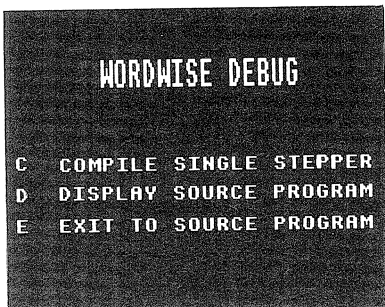 WORDWISE DEBUG
C COMPILE SINGLE STEPPER
D DISPLAY SOURCE PROGRAM
E EXIT TO SOURCE PROGRAM